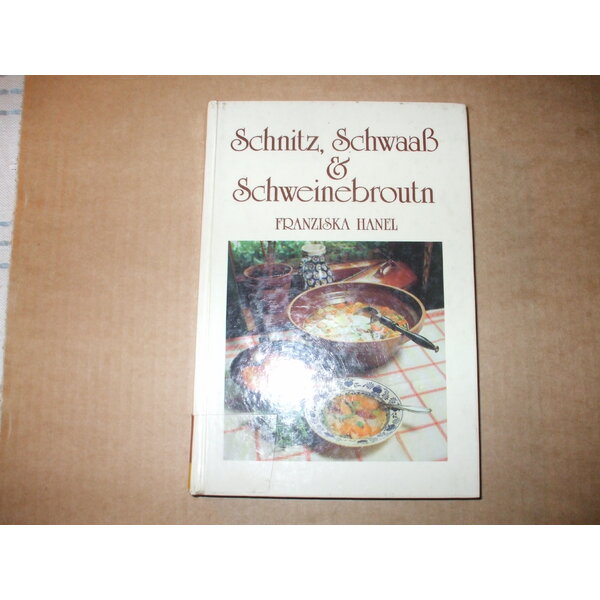 Schnitz, Schwaaß
&
Schweinebroutn
FRANZISKA HANEL